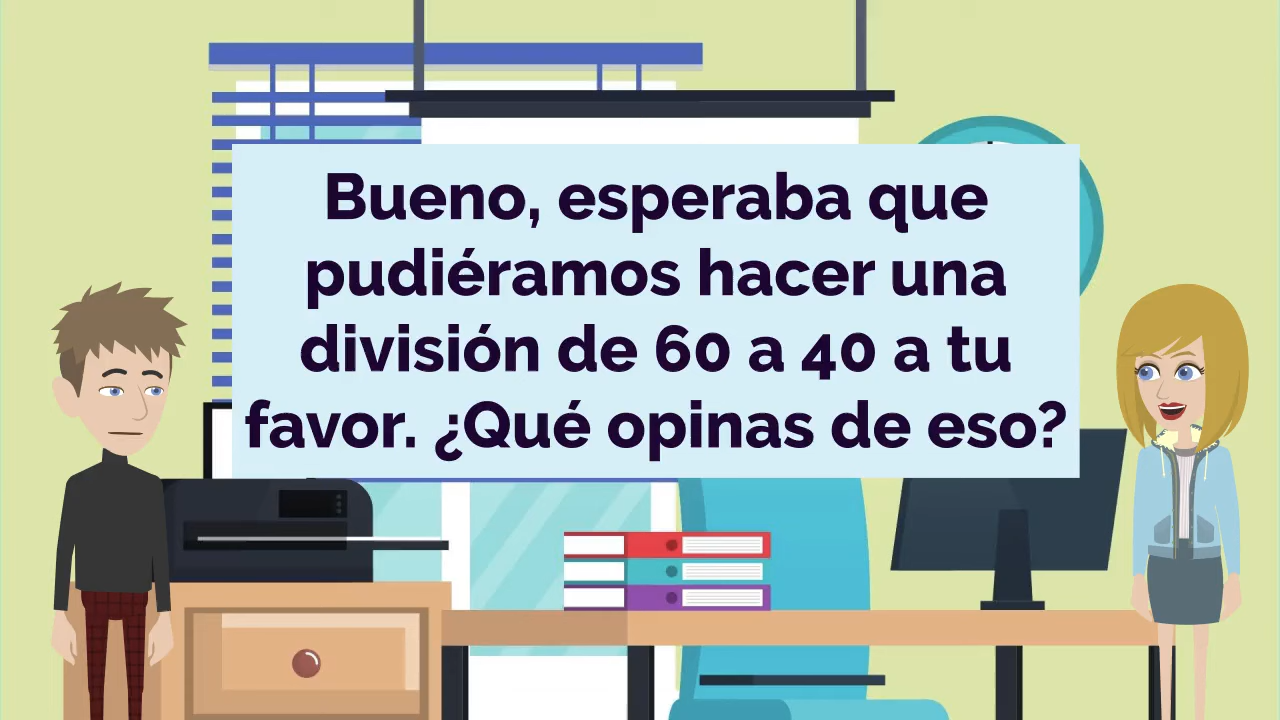 Bueno, esperaba que
pudiéramos hacer una
división de 60 a 40 a tu
favor. ¿Qué opinas de eso?